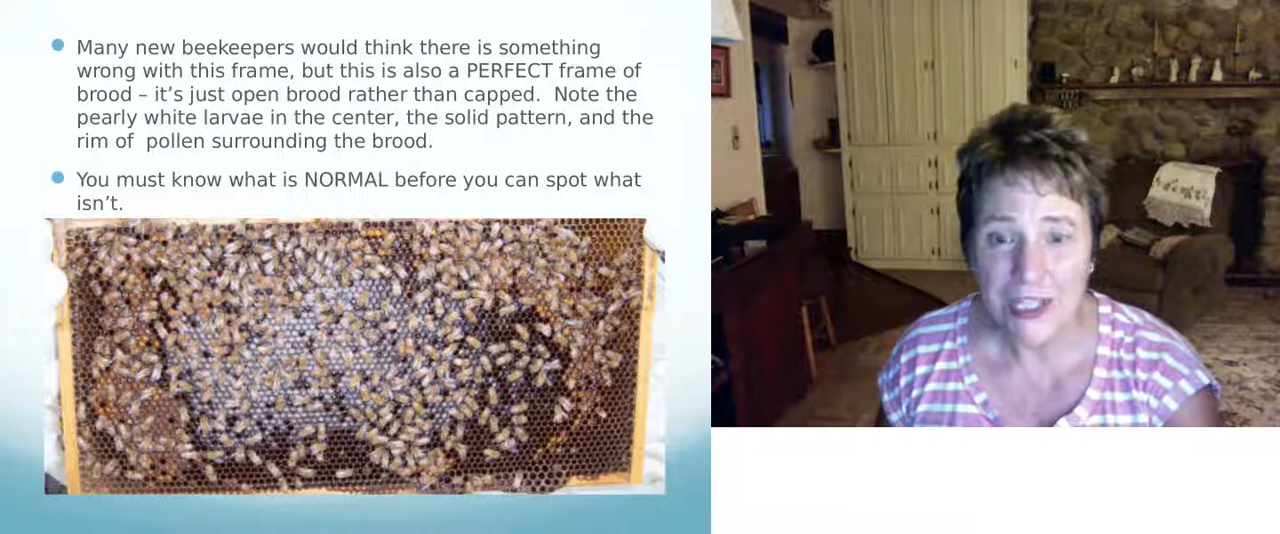 Many new beekeepers would think there is something
wrong with this frame, but this is also a PERFECT frame of
brood – it’s just open brood rather than capped.  Note the
pearly white larvae in the center, the solid pattern, and the
rim of  pollen surrounding the brood.
You must know what is NORMAL before you can spot what
isn’t.